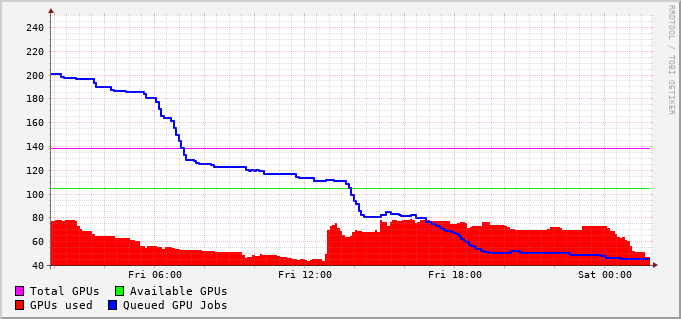 RRDTOOL / TOBI OETIKER
240
220
200
180
160
140
120
100
80
60
40
Fri 06:00 Fri 12:00 Fri 18:00 Sat 00:00
Total GPUs Available GPUs
GPUs used Queued GPU Jobs